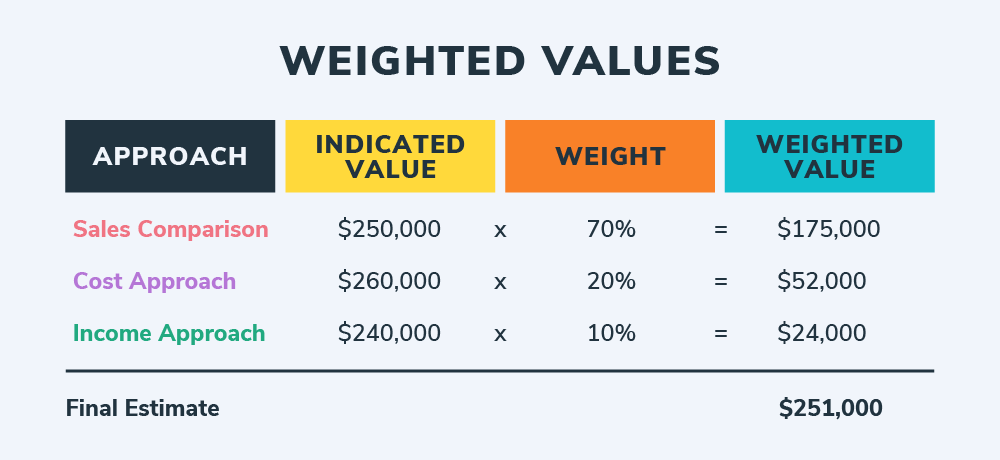 WEIGHTED VALUES
APPROACH
INDICATED
VALUE
WEIGHT
WEIGHTED
VALUE
Sales Comparison $250,000 x 70% = $175,000
Cost Approach $260,000 x 20% = $52,000
Income Approach $240,000 x 10% = $24,000
Final Estimate $251,000